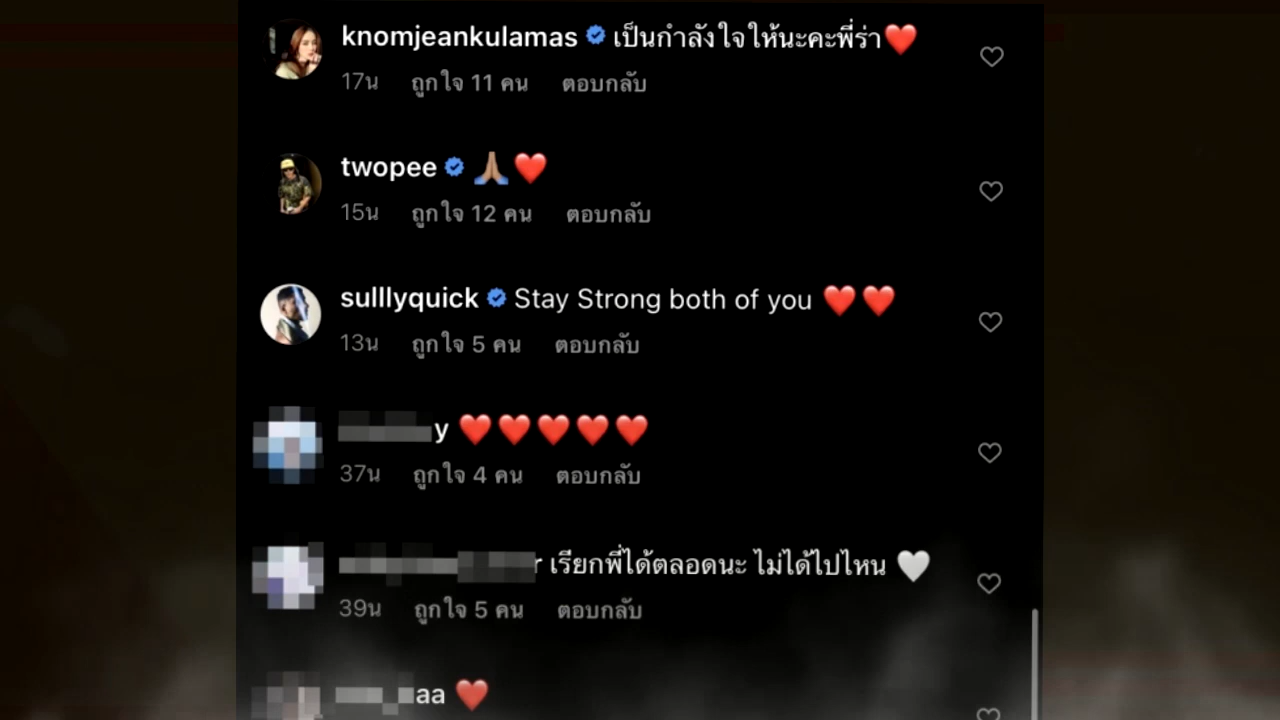 knomjeankulamas เป็นกำลังใจให้นะคะพี่ร่า❤️
17น ถูกใจ 11 คน ตอบกลับ
twopee 🙏🏽❤️
15น ถูกใจ 12 คน ตอบกลับ
sulllyquick Stay Strong both of you ❤️❤️
13น ถูกใจ 5 คน ตอบกลับ
y ❤️❤️❤️❤️❤️
37น ถูกใจ 4 คน ตอบกลับ
r เรียกพี่ได้ตลอดนะ ไม่ได้ไปไหน 🤍
39น ถูกใจ 5 คน ตอบกลับ
aa ❤️